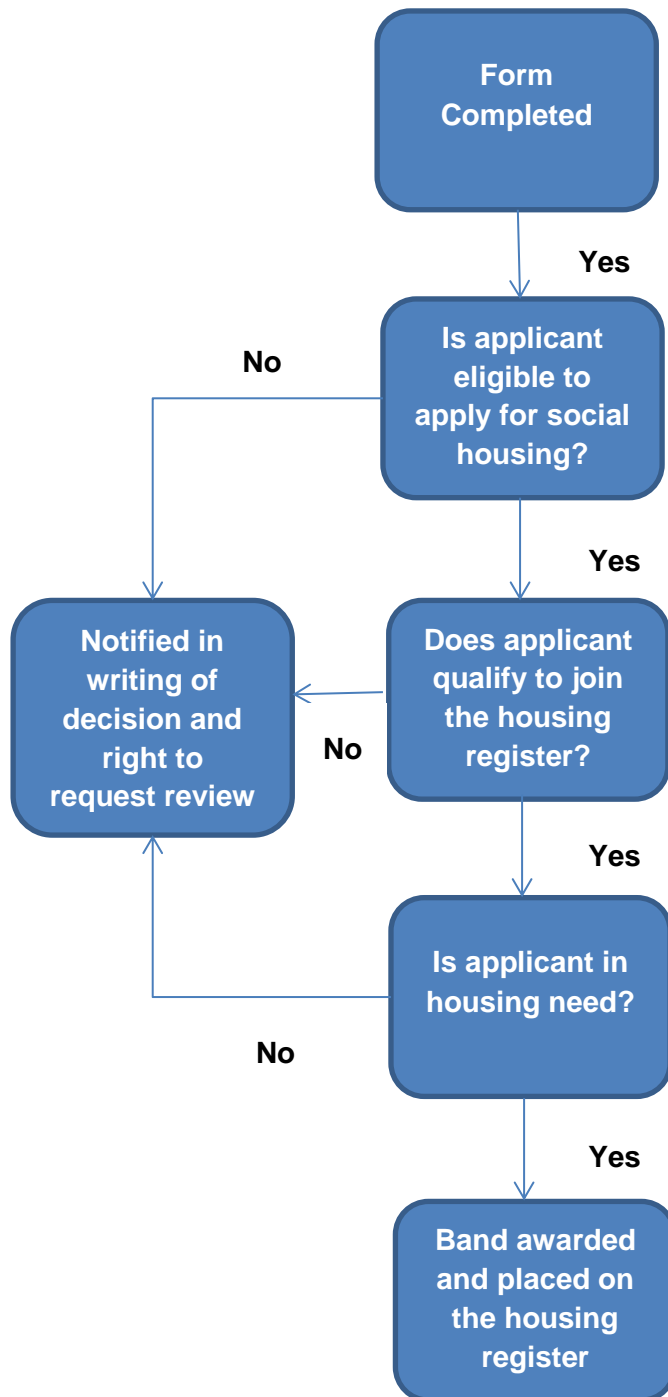 Form
Completed
Yes
Is applicant
eligible to
apply for social
housing?
No
Yes
Notified in
writing of
decision and
right to
request review
Does applicant
qualify to join
the housing
register?
No
Yes
Is applicant in
housing need?
No
Yes
Band awarded
and placed on
the housing
register